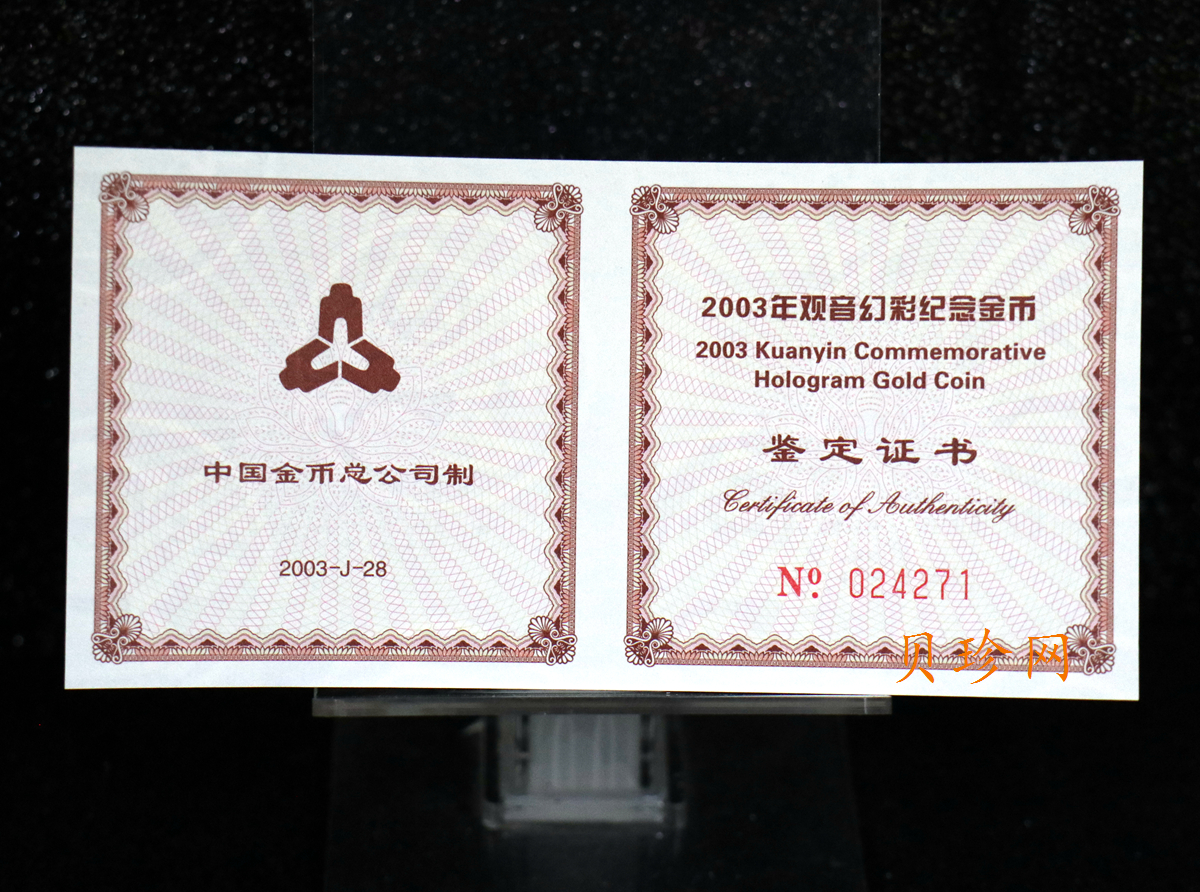 中国金币总公司制
2003-J-28
2003年观音幻彩纪念金币
2003 Kuanyin Commemorative
Hologram Gold Coin
鉴定证书
Certificate of Authenticity
Nº 024271
贝珍网